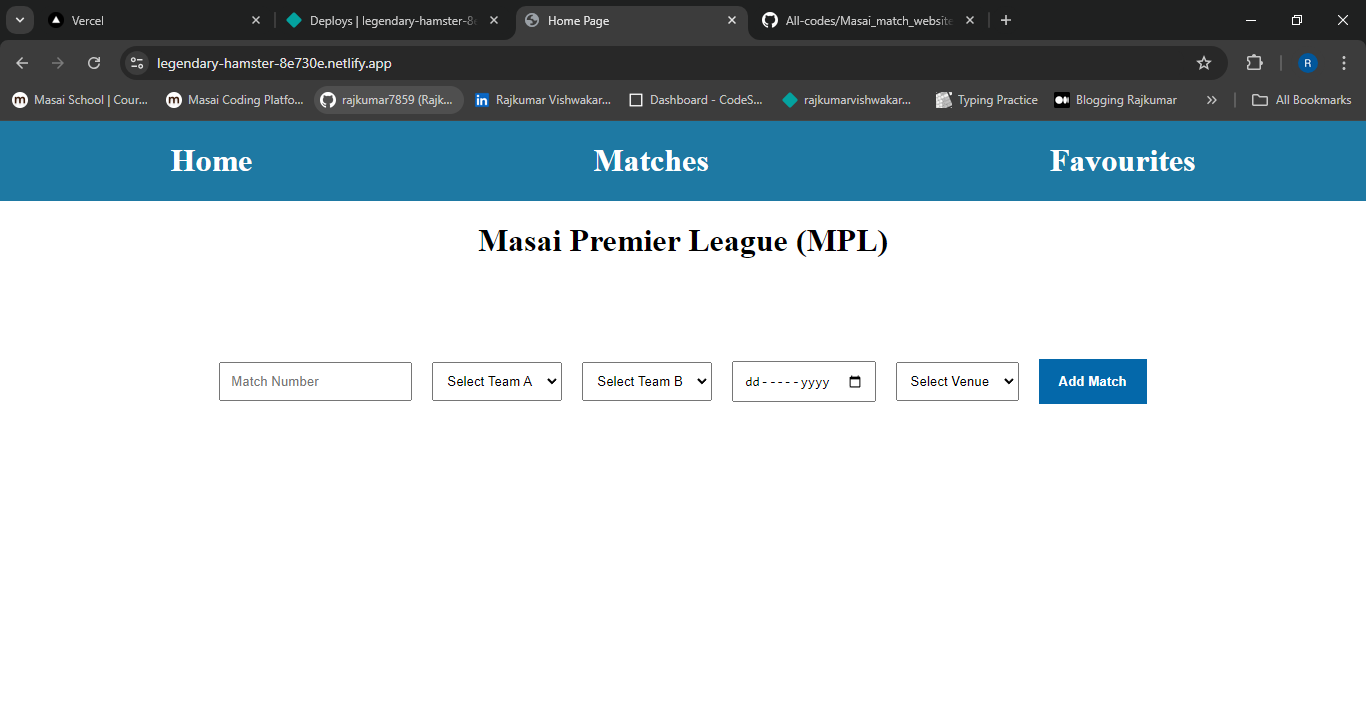 Vercel
Deploys | legendary-hamster-8e
Home Page
All-codes/Masai_match_website
legendary-hamster-8e730e.netlify.app
R
m Masai School | Cour...
m Masai Coding Platfo...
rajkumar7859 (Rajk...
in Rajkumar Vishwakar...
Dashboard - CodeS...
rajkumarvishwakar...
Typing Practice
Blogging Rajkumar
»
All Bookmarks
Home Matches Favourites
Masai Premier League (MPL)
Match Number Select Team A Select Team B dd-----yyyy Select Venue Add Match